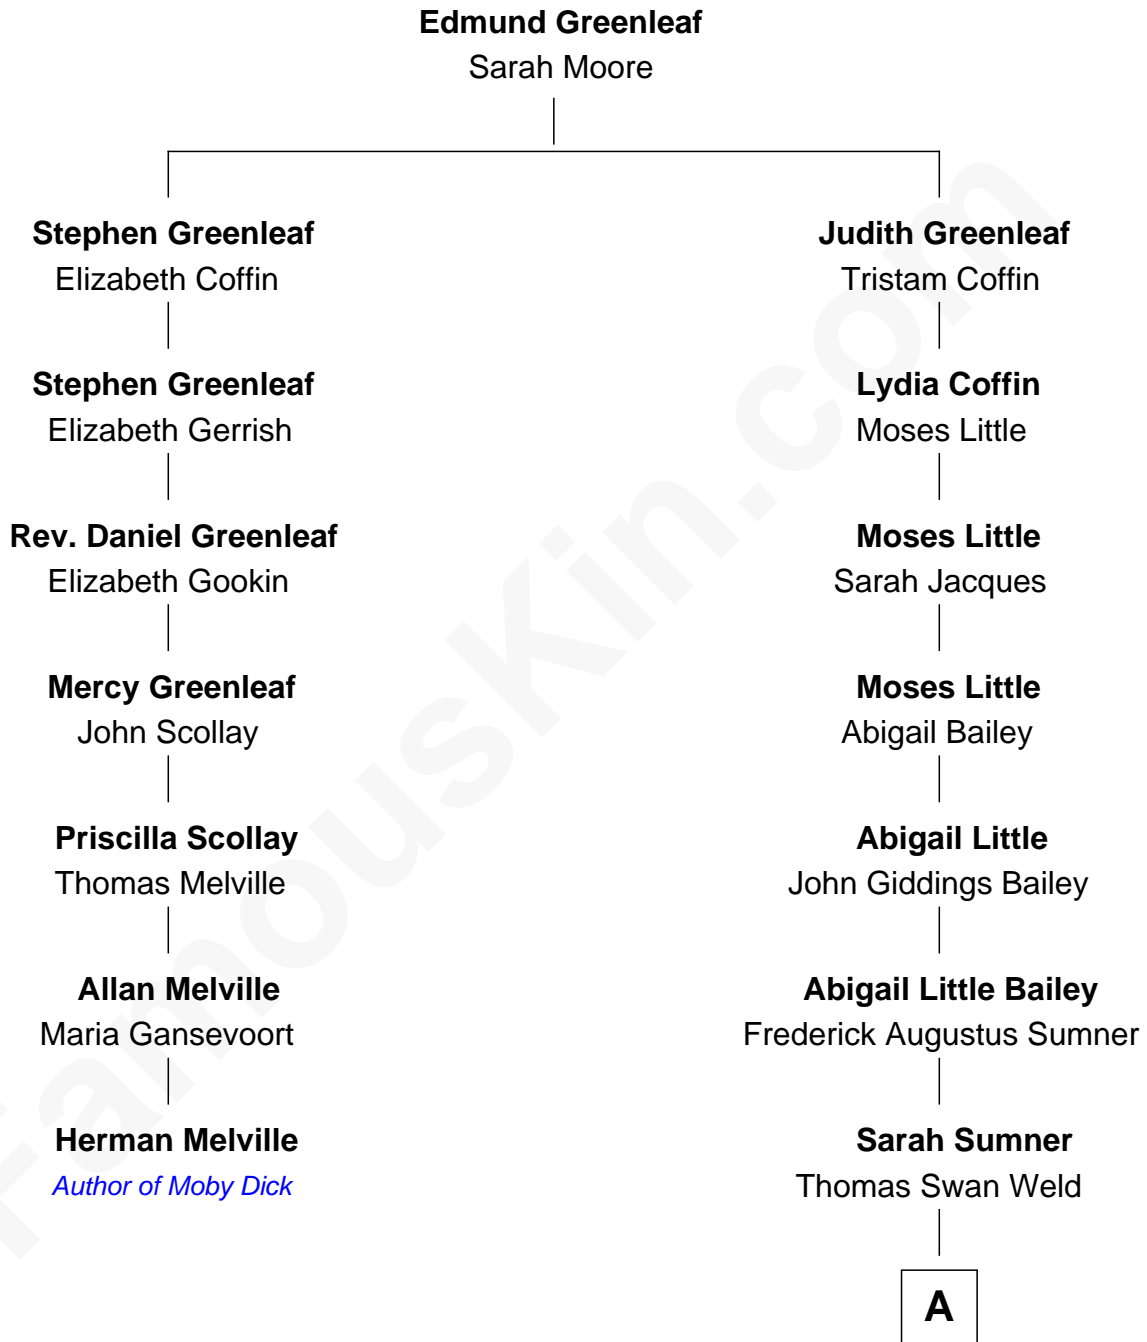 Edmund Greenleaf
Sarah Moore
Stephen Greenleaf
Elizabeth Coffin
Stephen Greenleaf
Elizabeth Gerrish
Rev. Daniel Greenleaf
Elizabeth Gookin
Mercy Greenleaf
John Scollay
Priscilla Scollay
Thomas Melville
Allan Melville
Maria Gansevoort
Herman Melville
Author of Moby Dick
Judith Greenleaf
Tristam Coffin
Lydia Coffin
Moses Little
Moses Little
Sarah Jacques
Moses Little
Abigail Bailey
Abigail Little
John Giddings Bailey
Abigail Little Bailey
Frederick Augustus Sumner
Sarah Sumner
Thomas Swan Weld
A
FamousKin.com